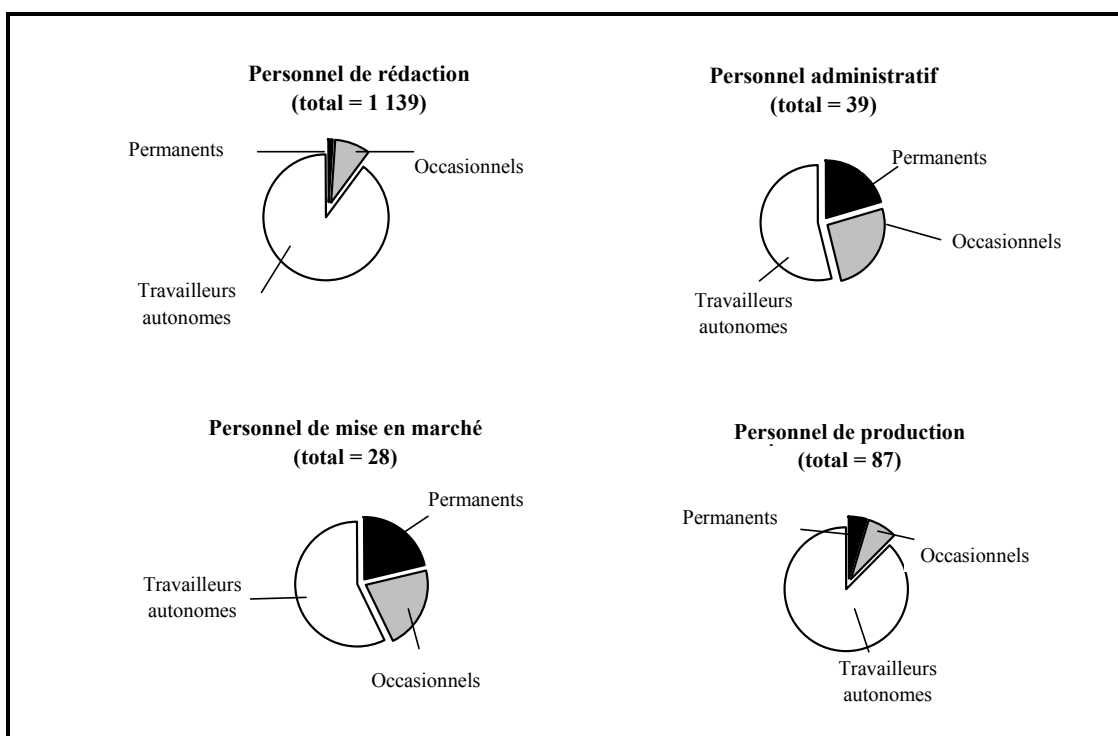 Personnel de rédaction
(total = 1 139)
Permanents
Occasionnels
Travailleurs
autonomes
Personnel administratif
(total = 39)
Permanents
Occasionnels
Travailleurs
autonomes
Personnel de mise en marché
(total = 28)
Permanents
Travailleurs
autonomes
Occasionnels
Personnel de production
(total = 87)
Permanents
Occasionnels
Travailleurs
autonomes